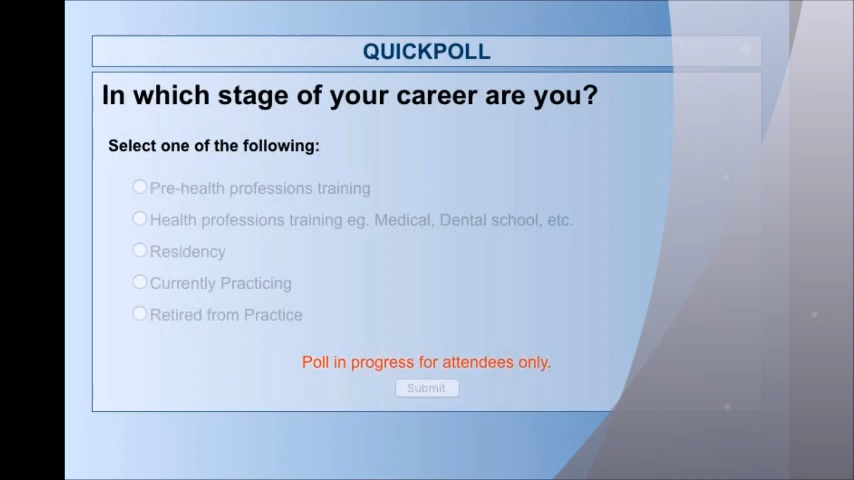 QUICKPOLL
In which stage of your career are you?
Select one of the following:
Pre-health professions training
Health professions training eg. Medical, Dental school, etc.
Residency
Currently Practicing
Retired from Practice
Poll in progress for attendees only.
Submit